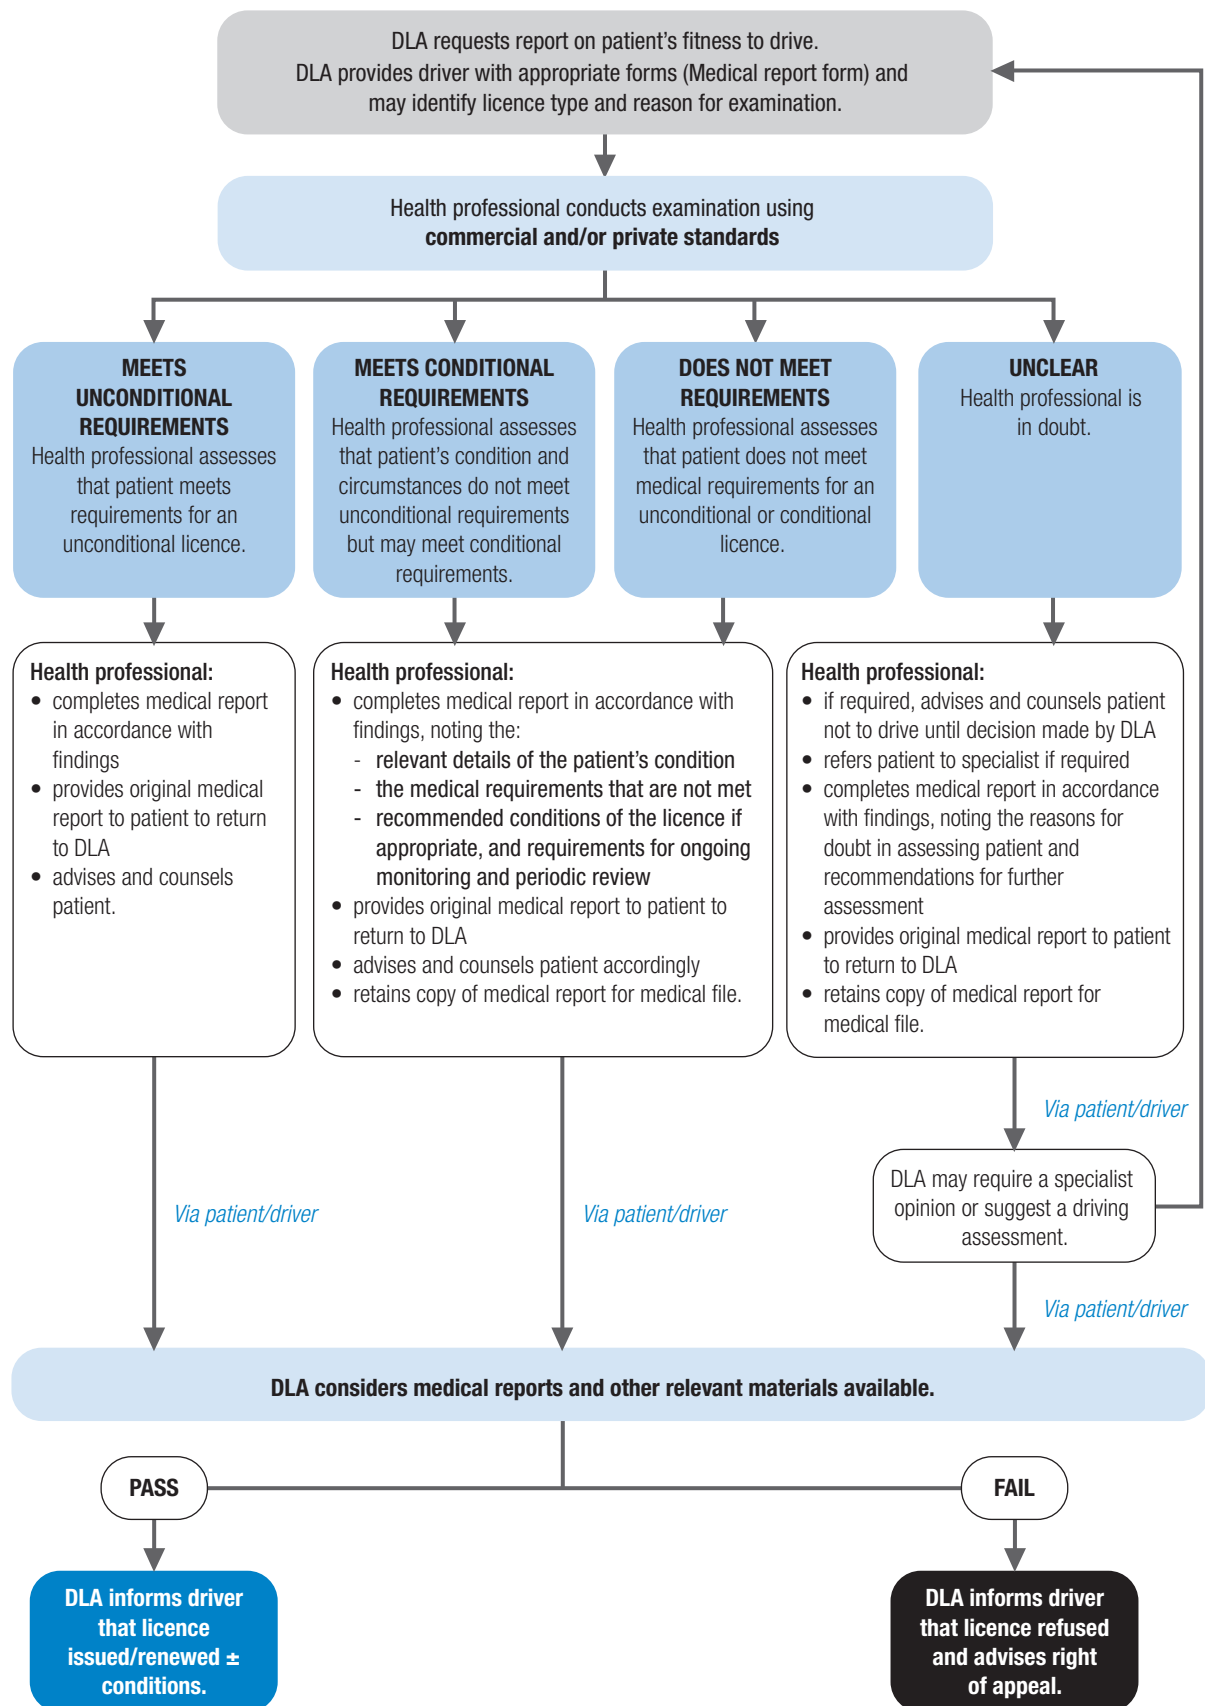 DLA requests report on patient's fitness to drive.
DLA provides driver with appropriate forms (Medical report form) and
may identify licence type and reason for examination.
Health professional conducts examination using
commercial and/or private standards
MEETS
UNCONDITIONAL
REQUIREMENTS
Health professional assesses
that patient meets
requirements for an
unconditional licence.
MEETS CONDITIONAL
REQUIREMENTS
Health professional assesses
that patient's condition and
circumstances do not meet
unconditional requirements
but may meet conditional
requirements.
DOES NOT MEET
REQUIREMENTS
Health professional assesses
that patient does not meet
medical requirements for an
unconditional or conditional
licence.
UNCLEAR
Health professional is
in doubt.
Health professional:
• completes medical report
in accordance with
findings
• provides original medical
report to patient to return
to DLA
• advises and counsels
patient.
Health professional:
• completes medical report in accordance with
findings, noting the:
- relevant details of the patient's condition
- the medical requirements that are not met
- recommended conditions of the licence if
appropriate, and requirements for ongoing
monitoring and periodic review
• provides original medical report to patient to
return to DLA
• advises and counsels patient accordingly
• retains copy of medical report for medical file.
Health professional:
• if required, advises and counsels patient
not to drive until decision made by DLA
• refers patient to specialist if required
• completes medical report in accordance
with findings, noting the reasons for
doubt in assessing patient and
recommendations for further
assessment
• provides original medical report to patient
to return to DLA
• retains copy of medical report for
medical file.
Via patient/driver
DLA may require a specialist
opinion or suggest a driving
assessment.
Via patient/driver
Via patient/driver
Via patient/driver
DLA considers medical reports and other relevant materials available.
PASS
FAIL
DLA informs driver
that licence
issued/renewed ±
conditions.
DLA informs driver
that licence refused
and advises right
of appeal.